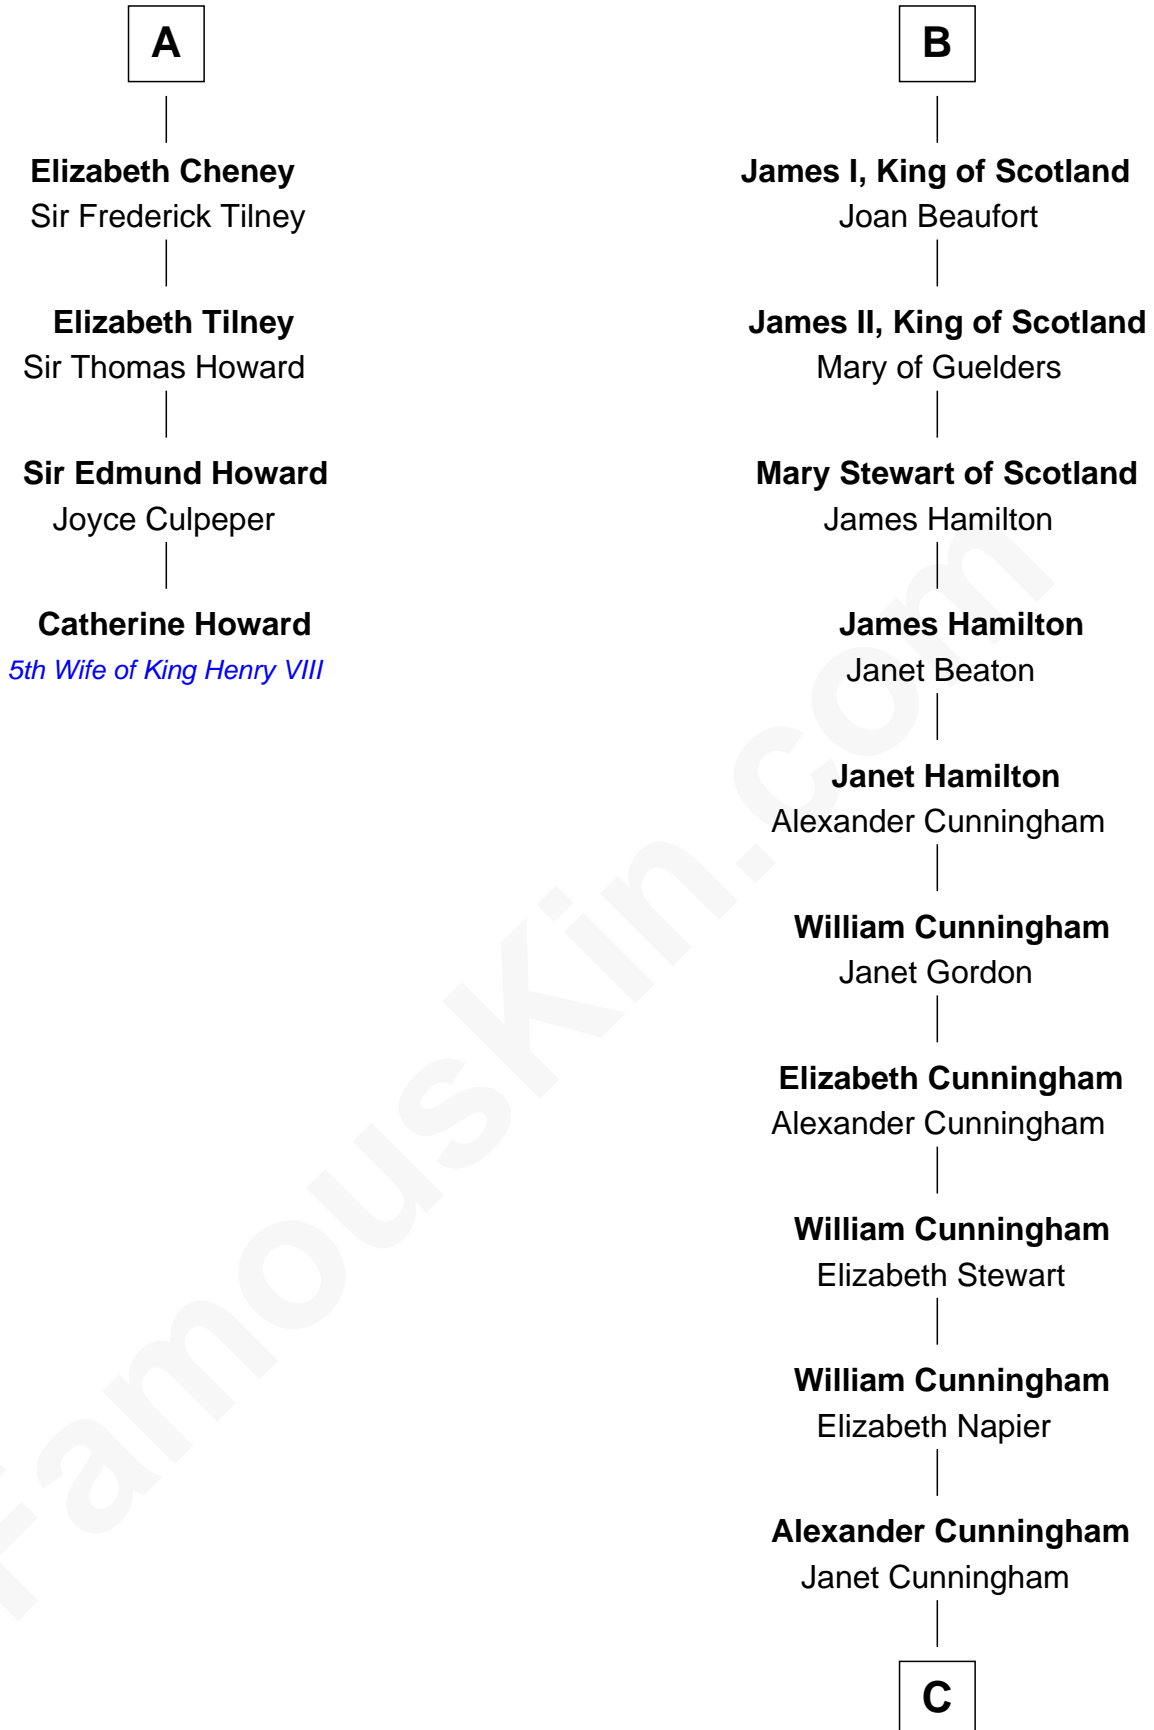 A
Elizabeth Cheney
Sir Frederick Tilney
Elizabeth Tilney
Sir Thomas Howard
Sir Edmund Howard
Joyce Culpeper
Catherine Howard
5th Wife of King Henry VIII
B
James I, King of Scotland
Joan Beaufort
James II, King of Scotland
Mary of Guelders
Mary Stewart of Scotland
James Hamilton
James Hamilton
Janet Beaton
Janet Hamilton
Alexander Cunningham
William Cunningham
Janet Gordon
Elizabeth Cunningham
Alexander Cunningham
William Cunningham
Elizabeth Stewart
William Cunningham
Elizabeth Napier
Alexander Cunningham
Janet Cunningham
C
FamousKin.com